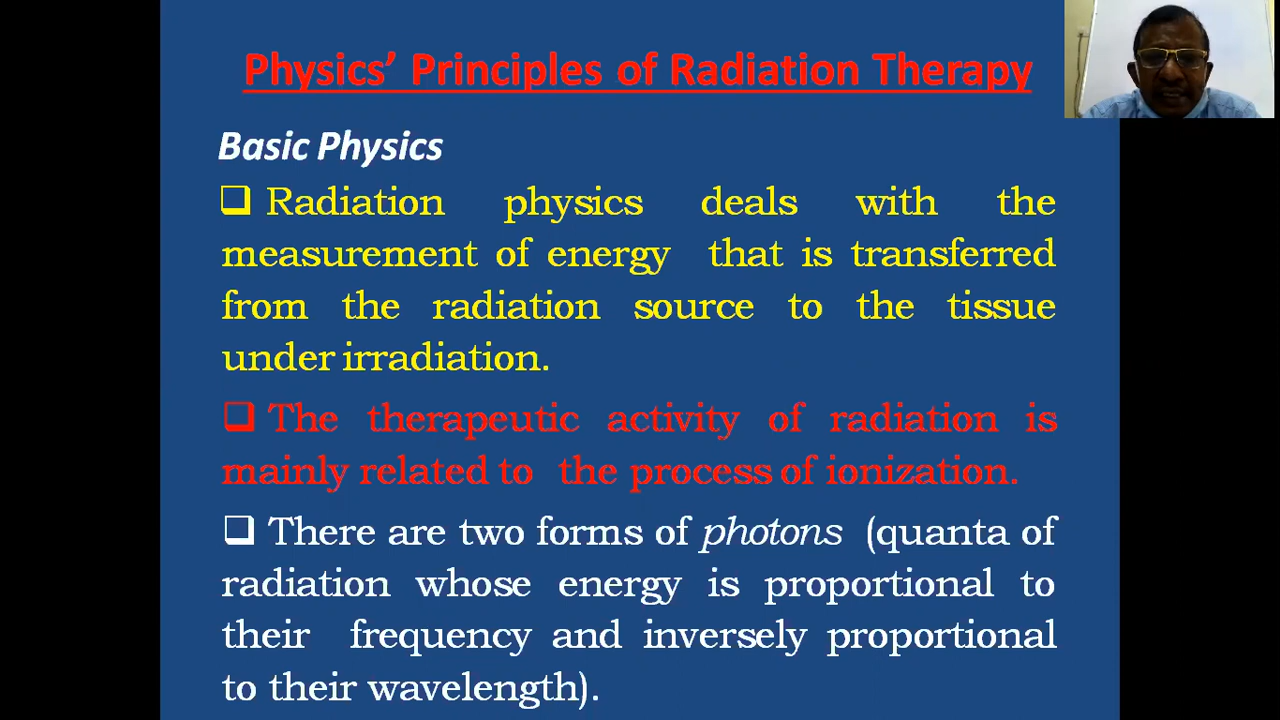 Physics’ Principles of Radiation Therapy
Basic Physics
❑ Radiation physics deals with the
measurement of energy that is transferred
from the radiation source to the tissue
under irradiation.
❑ The therapeutic activity of radiation is
mainly related to the process of ionization.
❑ There are two forms of photons (quanta of
radiation whose energy is proportional to
their frequency and inversely proportional
to their wavelength).